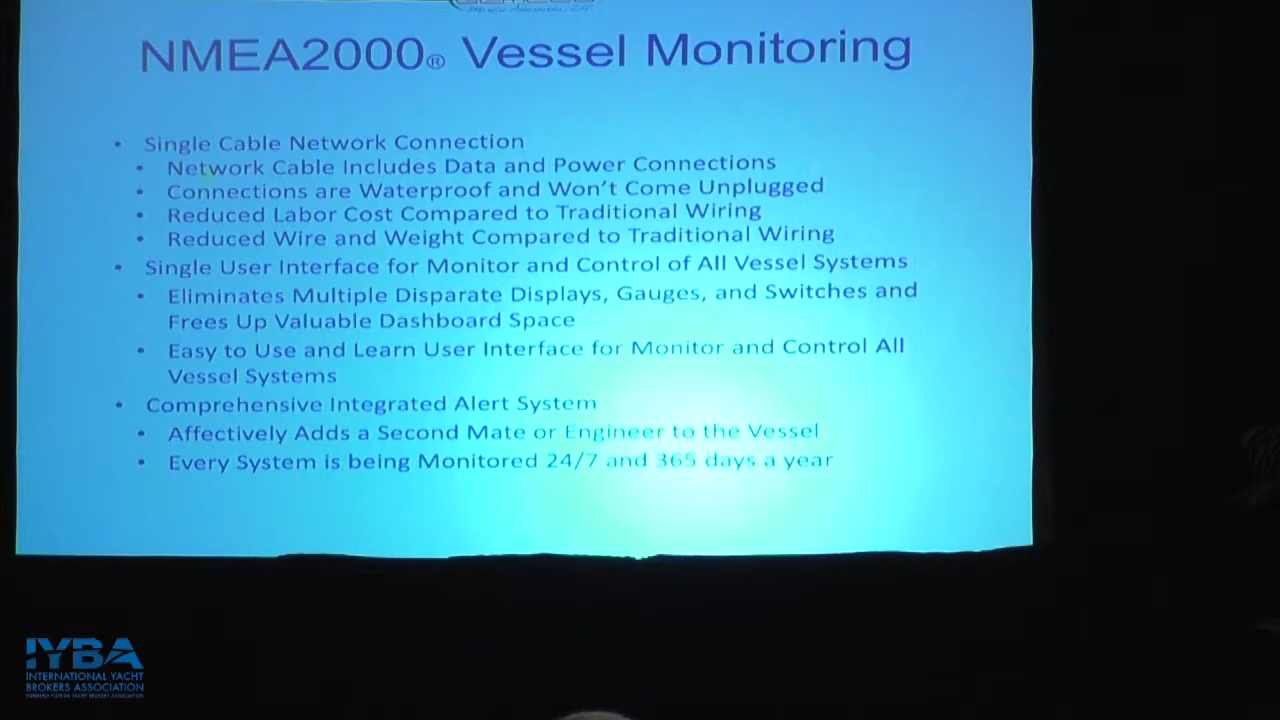 NMEA2000® Vessel Monitoring
• Single Cable Network Connection
• Network Cable Includes Data and Power Connections
• Connections are Waterproof and Won't Come Unplugged
• Reduced Labor Cost Compared to Traditional Wiring
• Reduced Wire and Weight Compared to Traditional Wiring
• Single User Interface for Monitor and Control of All Vessel Systems
• Eliminates Multiple Disparate Displays, Gauges, and Switches and
Frees Up Valuable Dashboard Space
• Easy to Use and Learn User Interface for Monitor and Control All
Vessel Systems
• Comprehensive Integrated Alert System
• Affectively Adds a Second Mate or Engineer to the Vessel
• Every System is being Monitored 24/7 and 365 days a year
IYBA
INTERNATIONAL YACHT
BROKERS ASSOCIATION
FORMERLY FLORIDA YACHT BROKERS ASSOCIATION